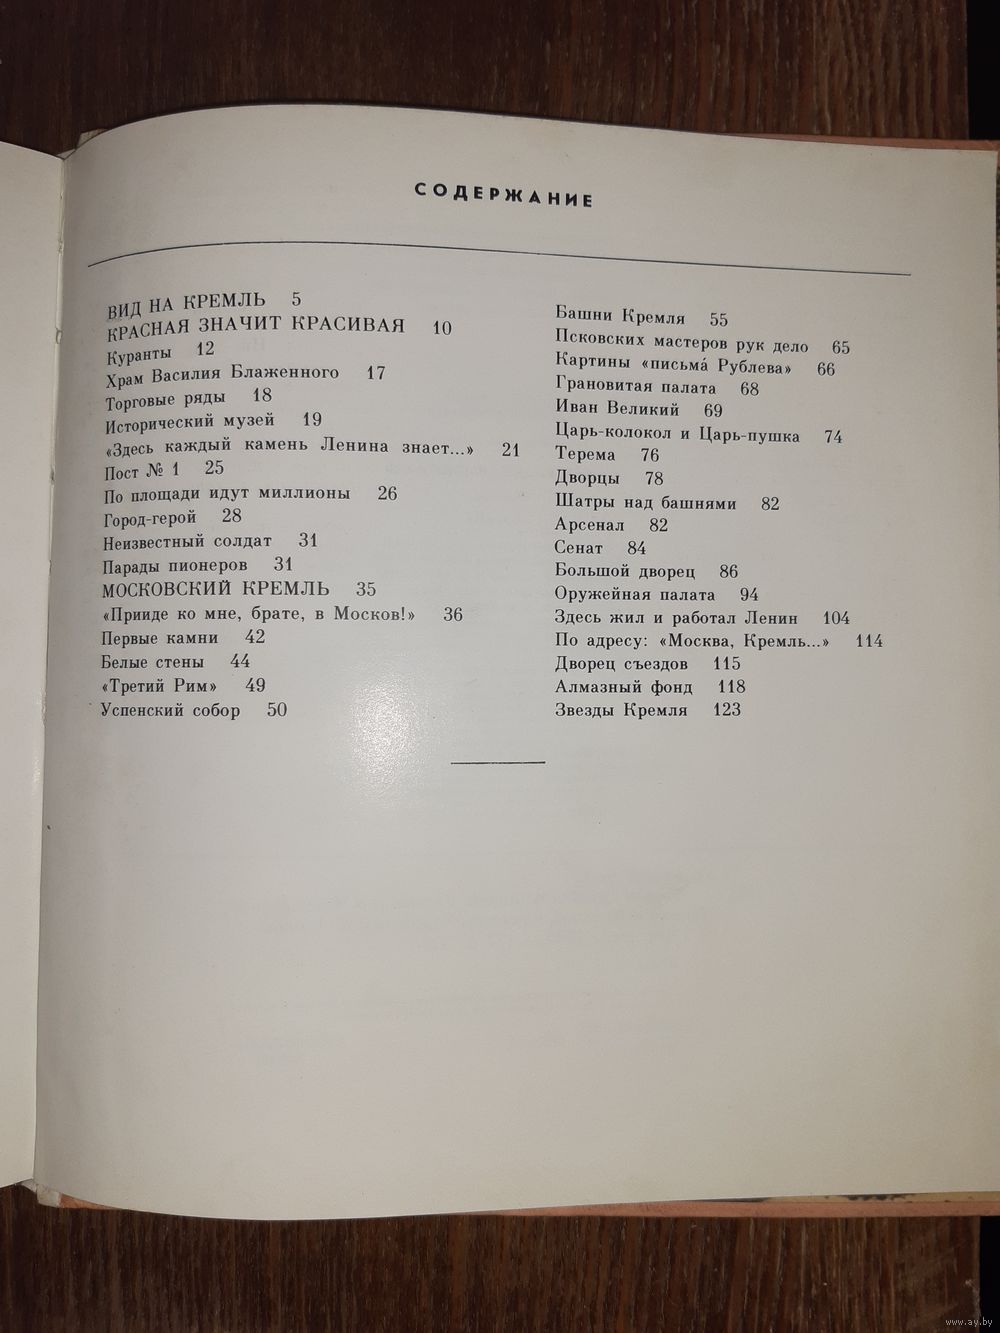 СОДЕРЖАНИЕ
ВИД НА КРЕМЛЬ 5
КРАСНАЯ ЗНАЧИТ КРАСИВАЯ 10
Куранты 12
Храм Василия Блаженного 17
Торговые ряды 18
Исторический музей 19
«Здесь каждый камень Ленина знает...» 21
Пост № 1 25
По площади идут миллионы 26
Город-герой 28
Неизвестный солдат 31
Парады пионеров 31
МОСКОВСКИЙ КРЕМЛЬ 35
«Прииде ко мне, брате, в Москов!» 36
Первые камни 42
Белые стены 44
«Третий Рим» 49
Успенский собор 50
Башни Кремля 55
Псковских мастеров рук дело 65
Картины «письма́ Рублева» 66
Грановитая палата 68
Иван Великий 69
Царь-колокол и Царь-пушка 74
Терема 76
Дворцы 78
Шатры над башнями 82
Арсенал 82
Сенат 84
Большой дворец 86
Оружейная палата 94
Здесь жил и работал Ленин 104
По адресу: «Москва, Кремль...» 114
Дворец съездов 115
Алмазный фонд 118
Звезды Кремля 123
www.ay.by